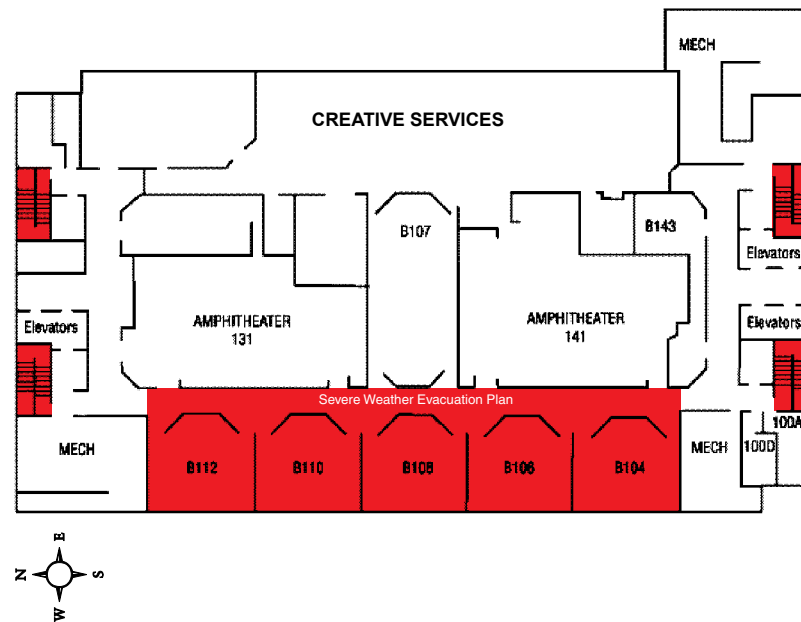 MECH
CREATIVE SERVICES
B107
B143
Elevators
Elevators
Elevators
AMPHITHEATER
131
AMPHITHEATER
141
Severe Weather Evacuation Plan
100A
MECH
B112
B110
B108
B106
B104
MECH
100D
E
N
S
W